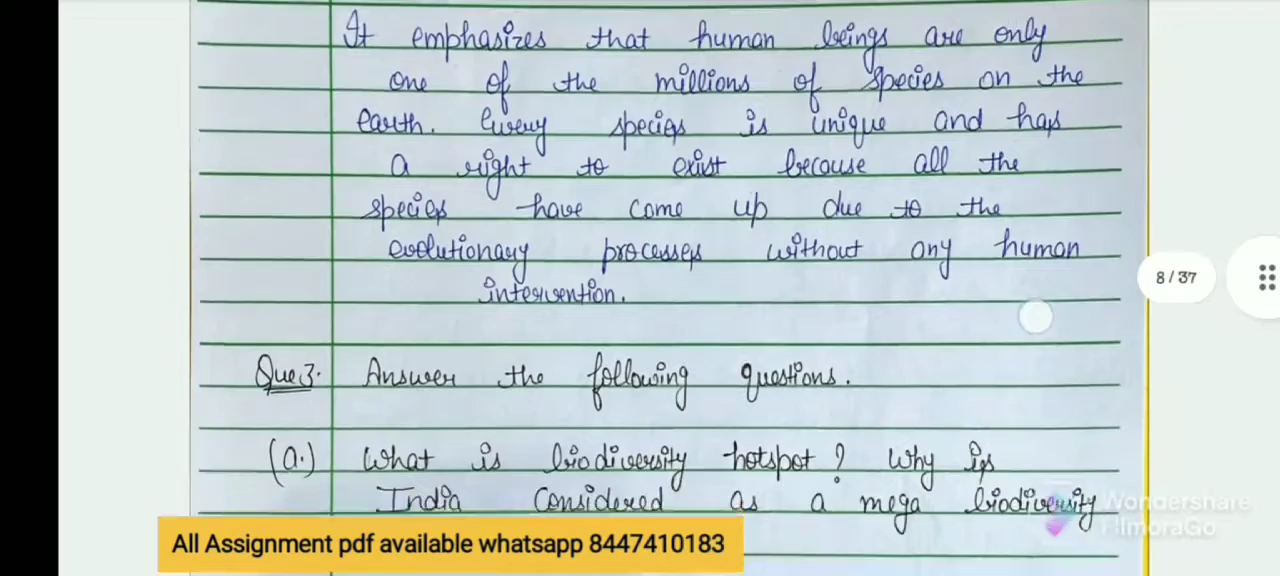 It emphasizes that human beings are only
one of the millions of species on the
earth. Every species is unique and has
a right to exist because all the
species have come up due to the
evolutionary processes without any human
intervention.
8 / 37
Que 3. Answer the following questions.
(a.) What is biodiversity hotspot? Why is
India considered as a mega biodiversity
Wondershare
FilmoraGo
All Assignment pdf available whatsapp 8447410183